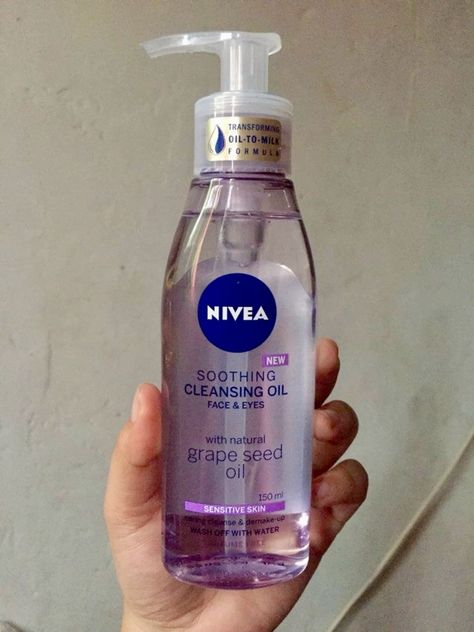 TRANSFORMING
OIL-TO-MILK
FORMULA
NIVEA
NEW
SOOTHING
CLEANSING OIL
FACE & EYES
with natural
grape seed
oil
150 ml
SENSITIVE SKIN
caring cleanse & demake-up
WASH OFF WITH WATER